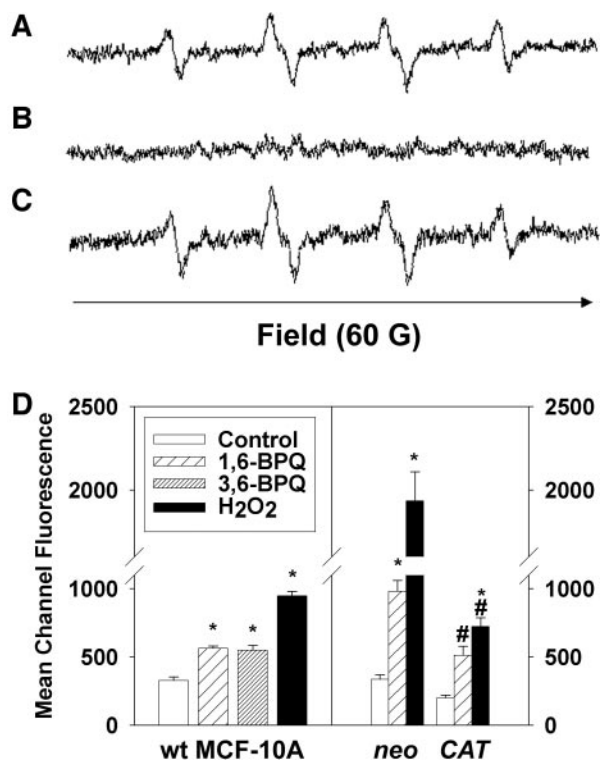 A
B
C
Field (60 G)
D
2500
2000
1000
500
0
Mean Channel Fluorescence
Control
1,6-BPQ
3,6-BPQ
H2O2
* * *
* * # # *
2500
2000
1000
500
0
wt MCF-10A neo CAT